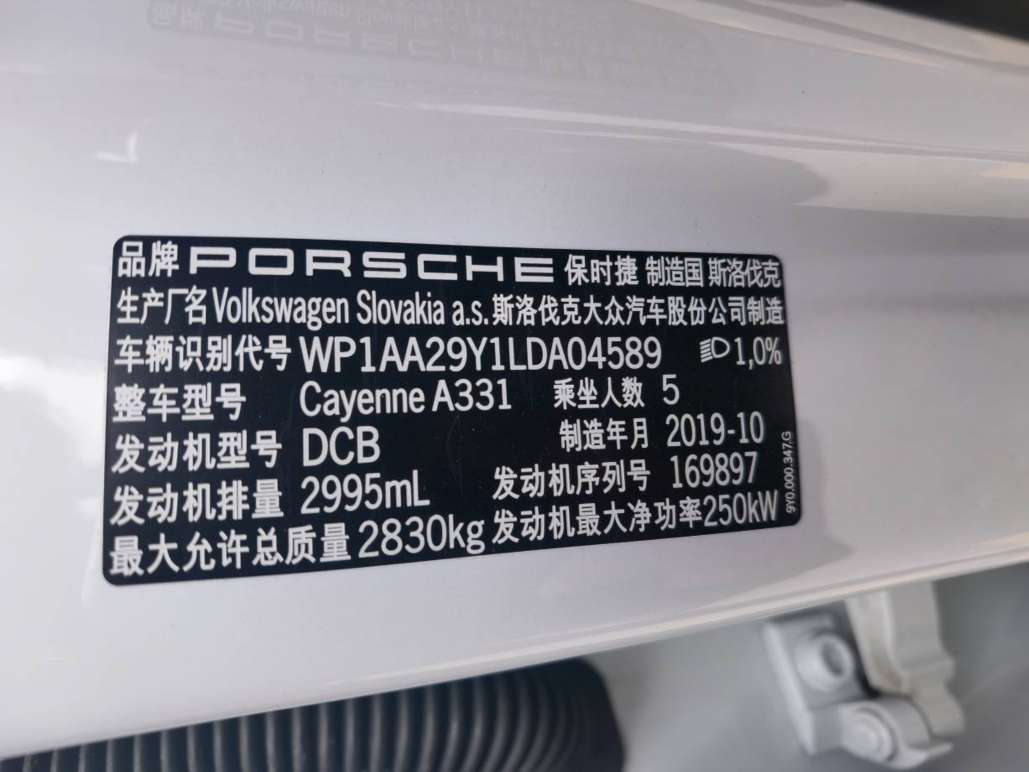 品牌 PORSCHE 保时捷 制造国 斯洛伐克
生产厂名 Volkswagen Slovakia a.s. 斯洛伐克大众汽车股份公司制造
车辆识别代号 WP1AA29Y1LDA04589 1,0%
整车型号 Cayenne A331 乘坐人数 5
发动机型号 DCB 制造年月 2019-10
发动机排量 2995mL 发动机序列号 169897
最大允许总质量 2830kg 发动机最大净功率 250kW
9Y0.000.347.G